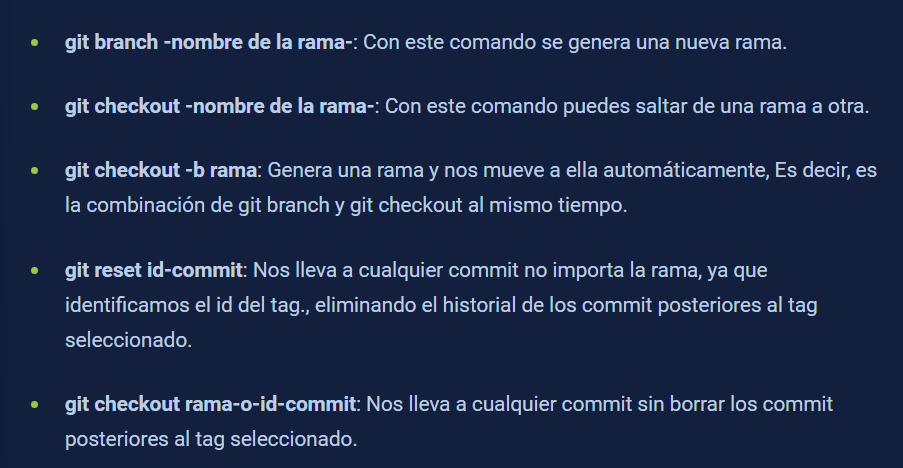 git branch -nombre de la rama-: Con este comando se genera una nueva rama.
git checkout -nombre de la rama-: Con este comando puedes saltar de una rama a otra.
git checkout -b rama: Genera una rama y nos mueve a ella automáticamente, Es decir, es
la combinación de git branch y git checkout al mismo tiempo.
git reset id-commit: Nos lleva a cualquier commit no importa la rama, ya que
identificamos el id del tag., eliminando el historial de los commit posteriores al tag
seleccionado.
git checkout rama-o-id-commit: Nos lleva a cualquier commit sin borrar los commit
posteriores al tag seleccionado.